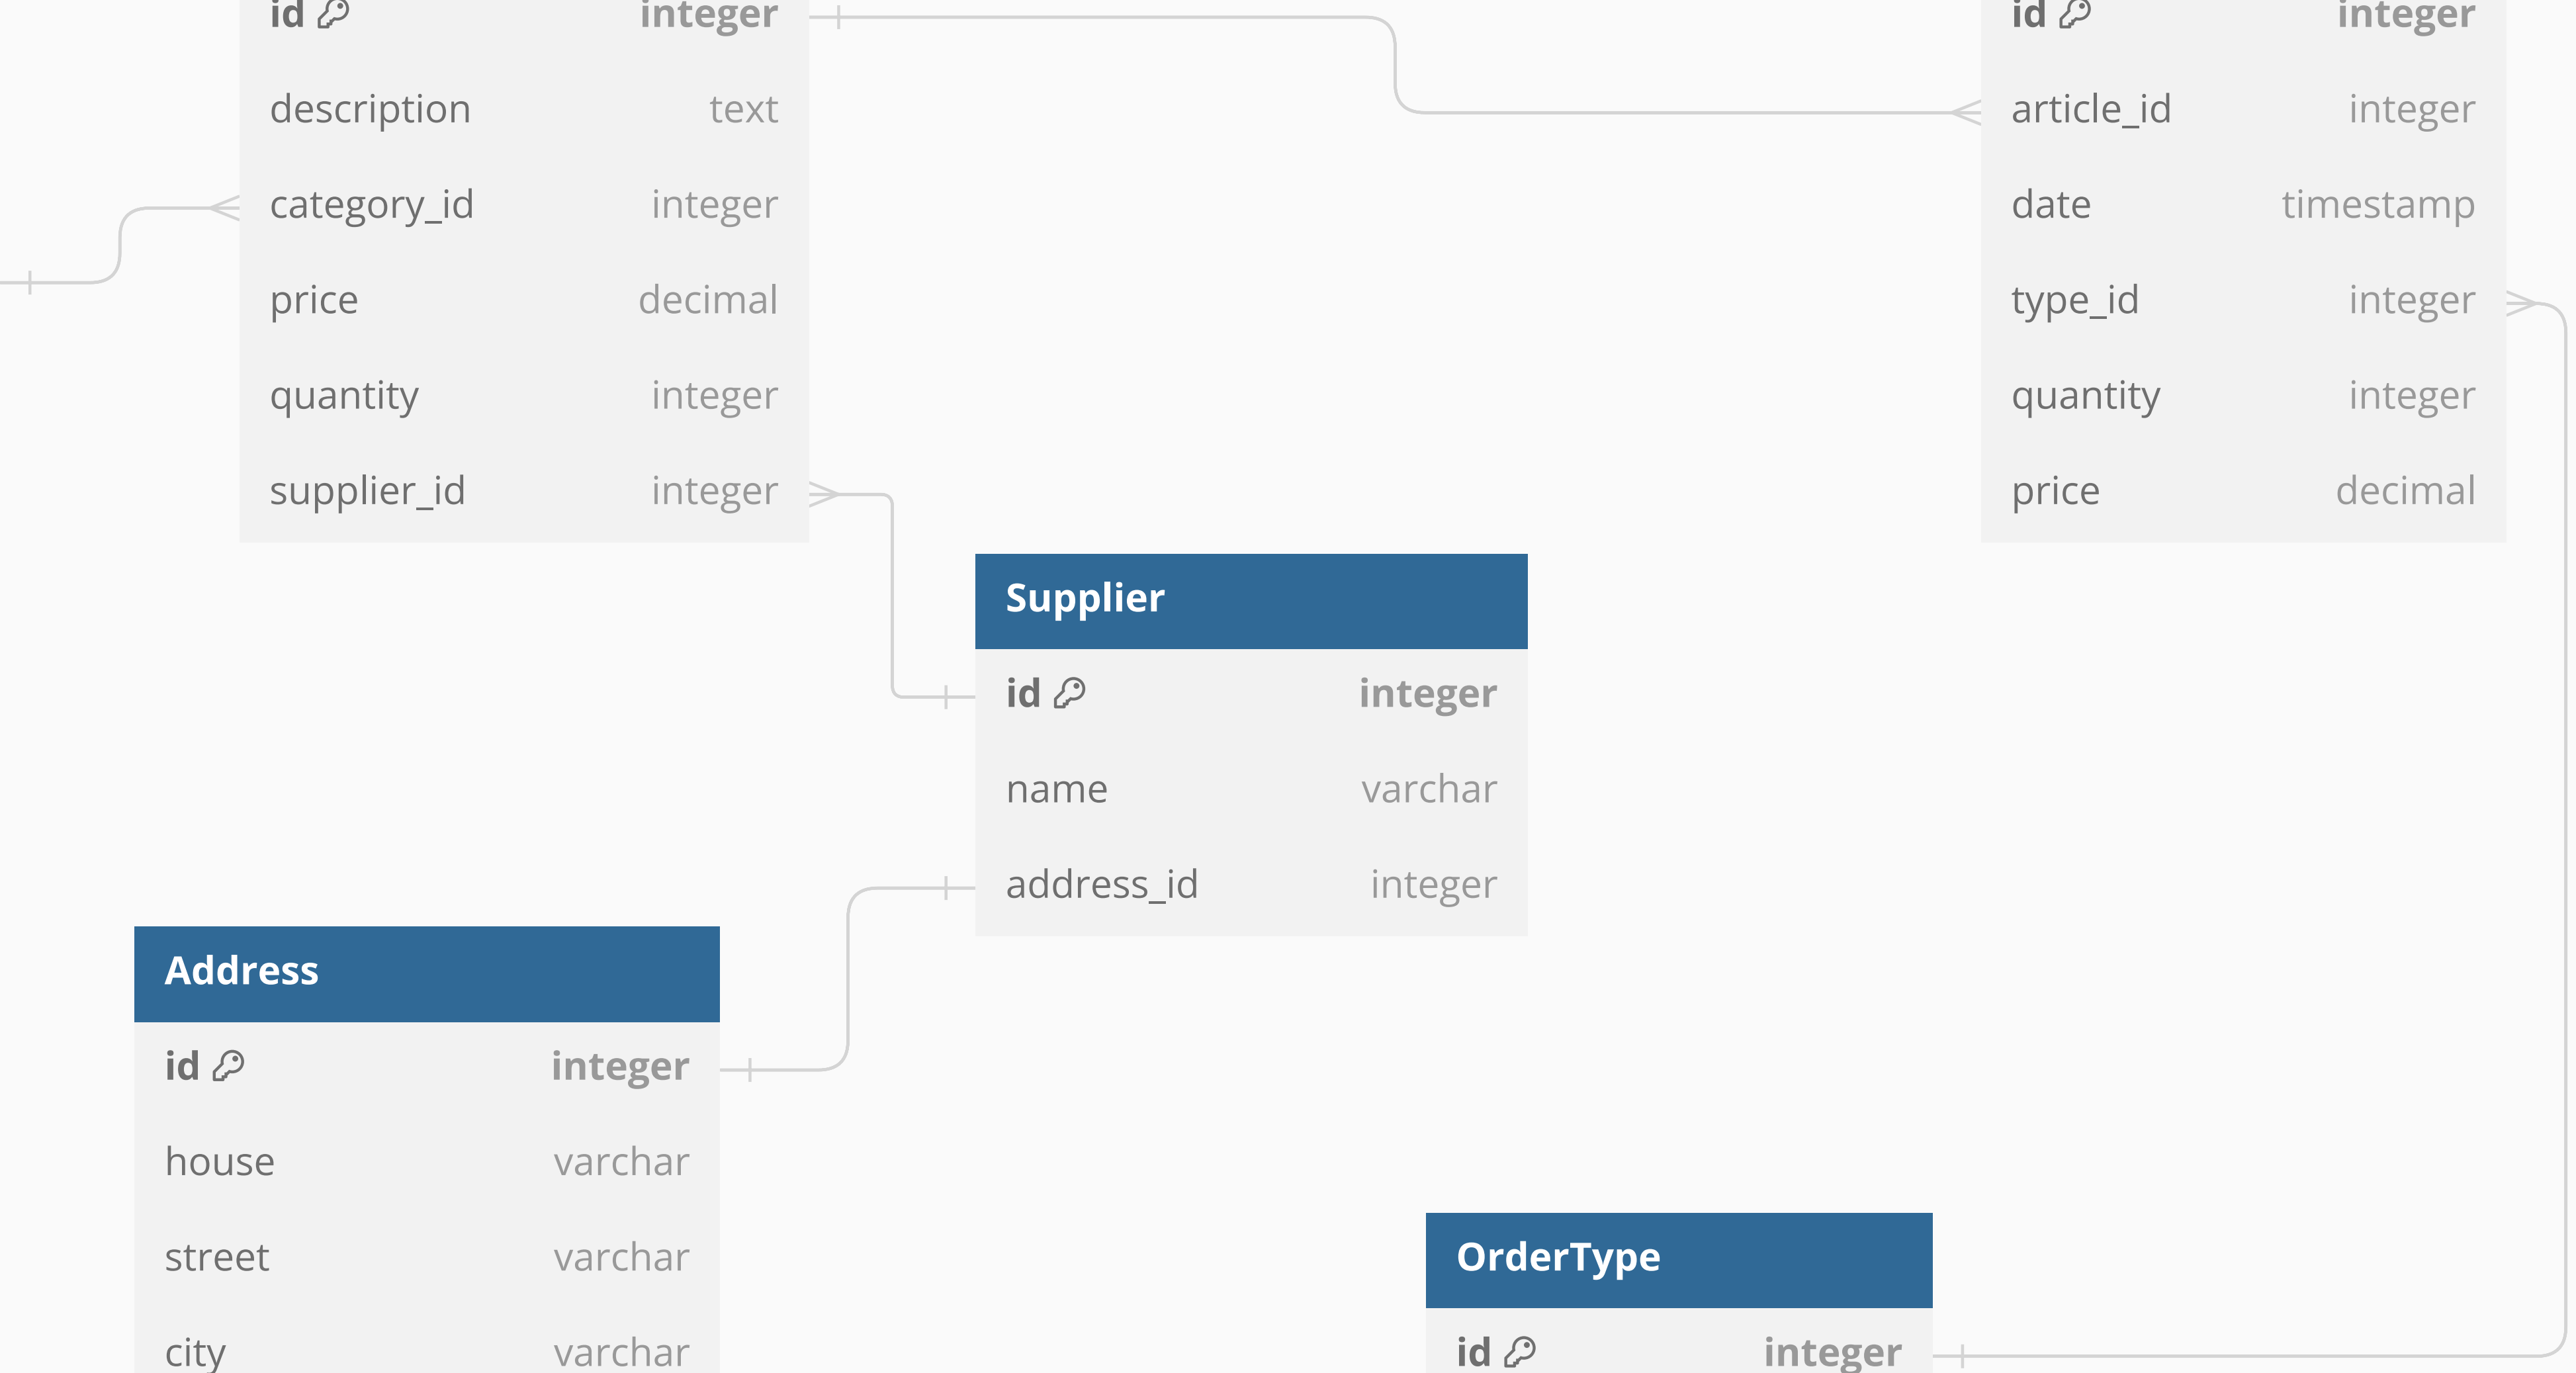 id integer
description text
category_id integer
price decimal
quantity integer
supplier_id integer
id integer
article_id integer
date timestamp
type_id integer
quantity integer
price decimal
Supplier
id integer
name varchar
address_id integer
Address
id integer
house varchar
street varchar
city varchar
OrderType
id integer